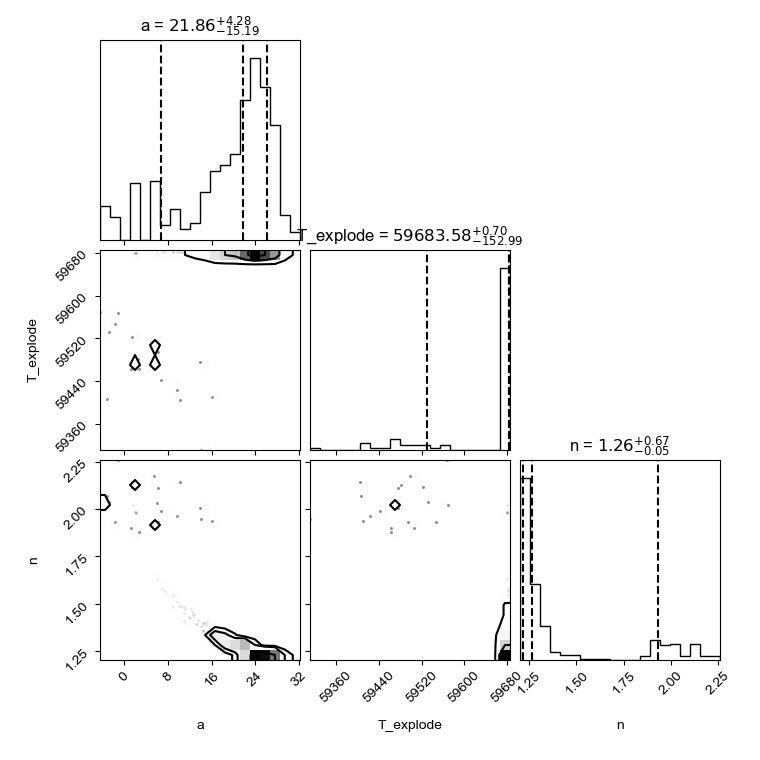 a = 21.86+4.28−15.19
T_explode = 59683.58+0.70−152.99
59680
59600
59520
59440
59360
T_explode
n = 1.26+0.67−0.05
2.25
2.00
1.75
1.50
1.25
n
0 8 16 24 32
59360 59440 59520 59600 59680
1.25 1.50 1.75 2.00 2.25
a T_explode n